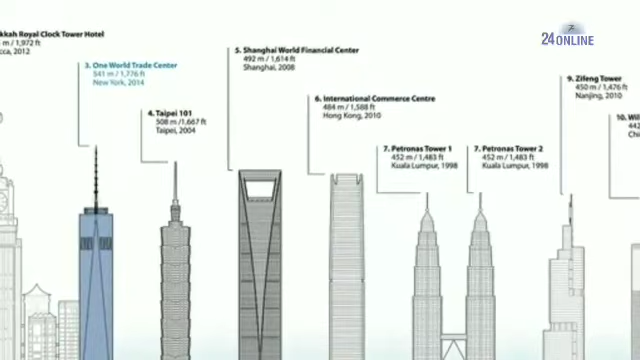 kkah Royal Clock Tower Hotel
m / 1,972 ft
cca, 2012
3. One World Trade Center
541 m / 1,776 ft
New York, 2014
4. Taipei 101
508 m /1,667 ft
Taipei, 2004
5. Shanghai World Financial Center
492 m / 1,614 ft
Shanghai, 2008
6. International Commerce Centre
484 m / 1,588 ft
Hong Kong, 2010
7. Petronas Tower 1
452 m / 1,483 ft
Kuala Lumpur, 1998
7. Petronas Tower 2
452 m / 1,483 ft
Kuala Lumpur, 1998
9. Zifeng Tower
450 m / 1,476 ft
Nanjing, 2010
10. Wil
442
Chi
24ONLINE